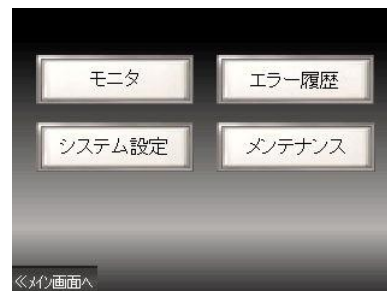 モニタ
エラー履歴
システム設定
メンテナンス
≪メイン画面へ